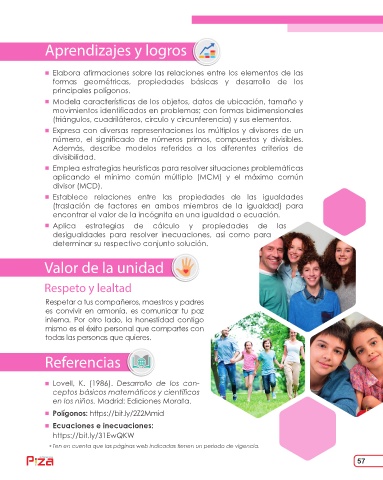 Aprendizajes y logros
Elabora afirmaciones sobre las relaciones entre los elementos de las
formas geométricas, propiedades básicas y desarrollo de los
principales polígonos.
Modela características de los objetos, datos de ubicación, tamaño y
movimientos identificados en problemas; con formas bidimensionales
(triángulos, cuadriláteros, círculo y circunferencia) y sus elementos.
Expresa con diversas representaciones los múltiplos y divisores de un
número, el significado de números primos, compuestos y divisibles.
Además, describe modelos referidos a los diferentes criterios de
divisibilidad.
Emplea estrategias heurísticas para resolver situaciones problemáticas
aplicando el mínimo común múltiplo (MCM) y el máximo común
divisor (MCD).
Establece relaciones entre las propiedades de las igualdades
(traslación de factores en ambos miembros de la igualdad) para
encontrar el valor de la incógnita en una igualdad o ecuación.
Aplica estrategias de cálculo y propiedades de las
desigualdades para resolver inecuaciones, así como para
determinar su respectivo conjunto solución.
Valor de la unidad
Respeto y lealtad
Respetar a tus compañeros, maestros y padres
es convivir en armonía, es comunicar tu paz
interna. Por otro lado, la honestidad contigo
mismo es el éxito personal que compartes con
todas las personas que quieres.
Referencias
Lovell, K. (1986). Desarrollo de los con-
ceptos básicos matemáticos y científicos
en los niños. Madrid: Ediciones Morata.
Polígonos: https://bit.ly/2Z2Mmid
Ecuaciones e inecuaciones:
https://bit.ly/31EwQKW
*Ten en cuenta que las páginas web indicadas tienen un periodo de vigencia.
57